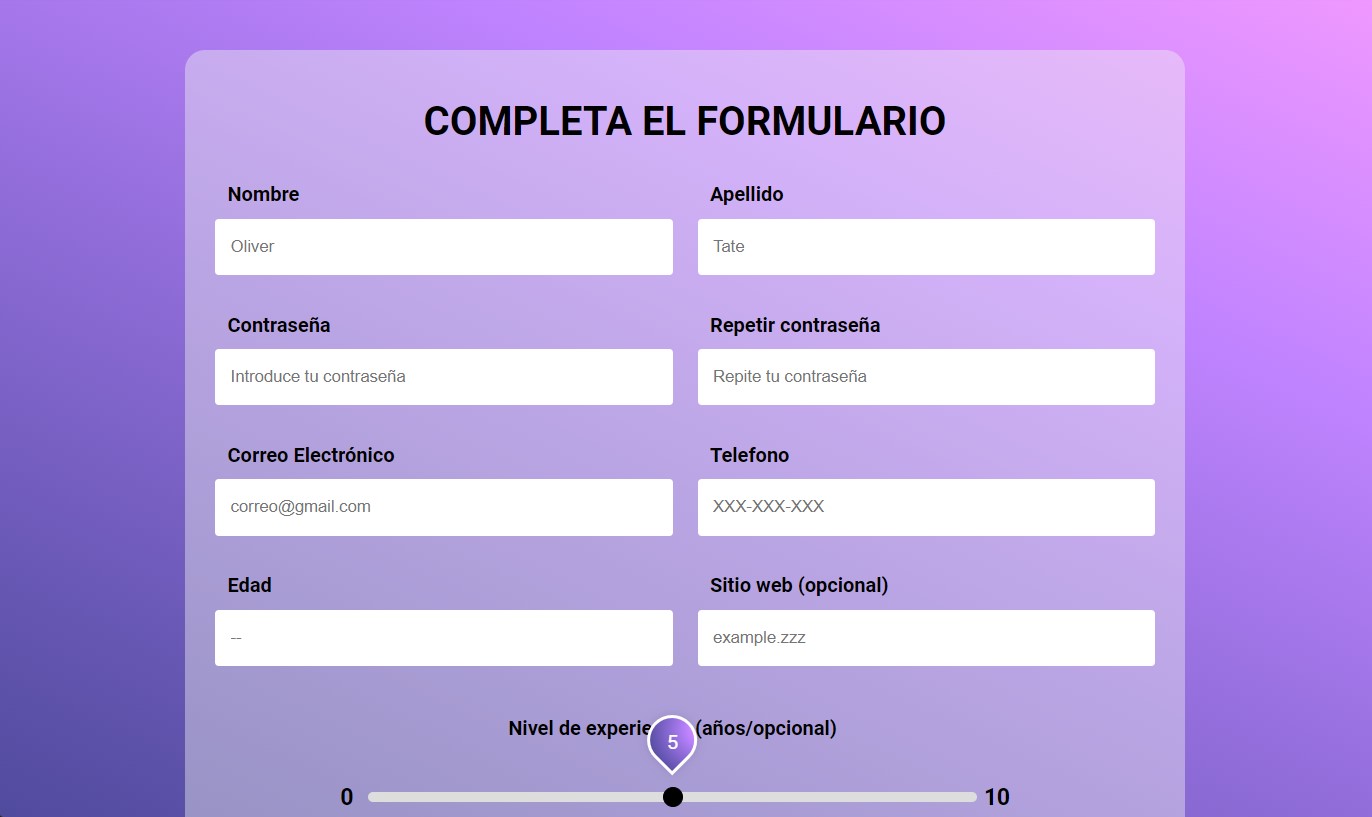 COMPLETA EL FORMULARIO
Nombre Apellido
Oliver Tate
Contraseña Repetir contraseña
Introduce tu contraseña Repite tu contraseña
Correo Electrónico Telefono
correo@gmail.com XXX-XXX-XXX
Edad Sitio web (opcional)
-- example.zzz
Nivel de (años/opcional)
5
0 10